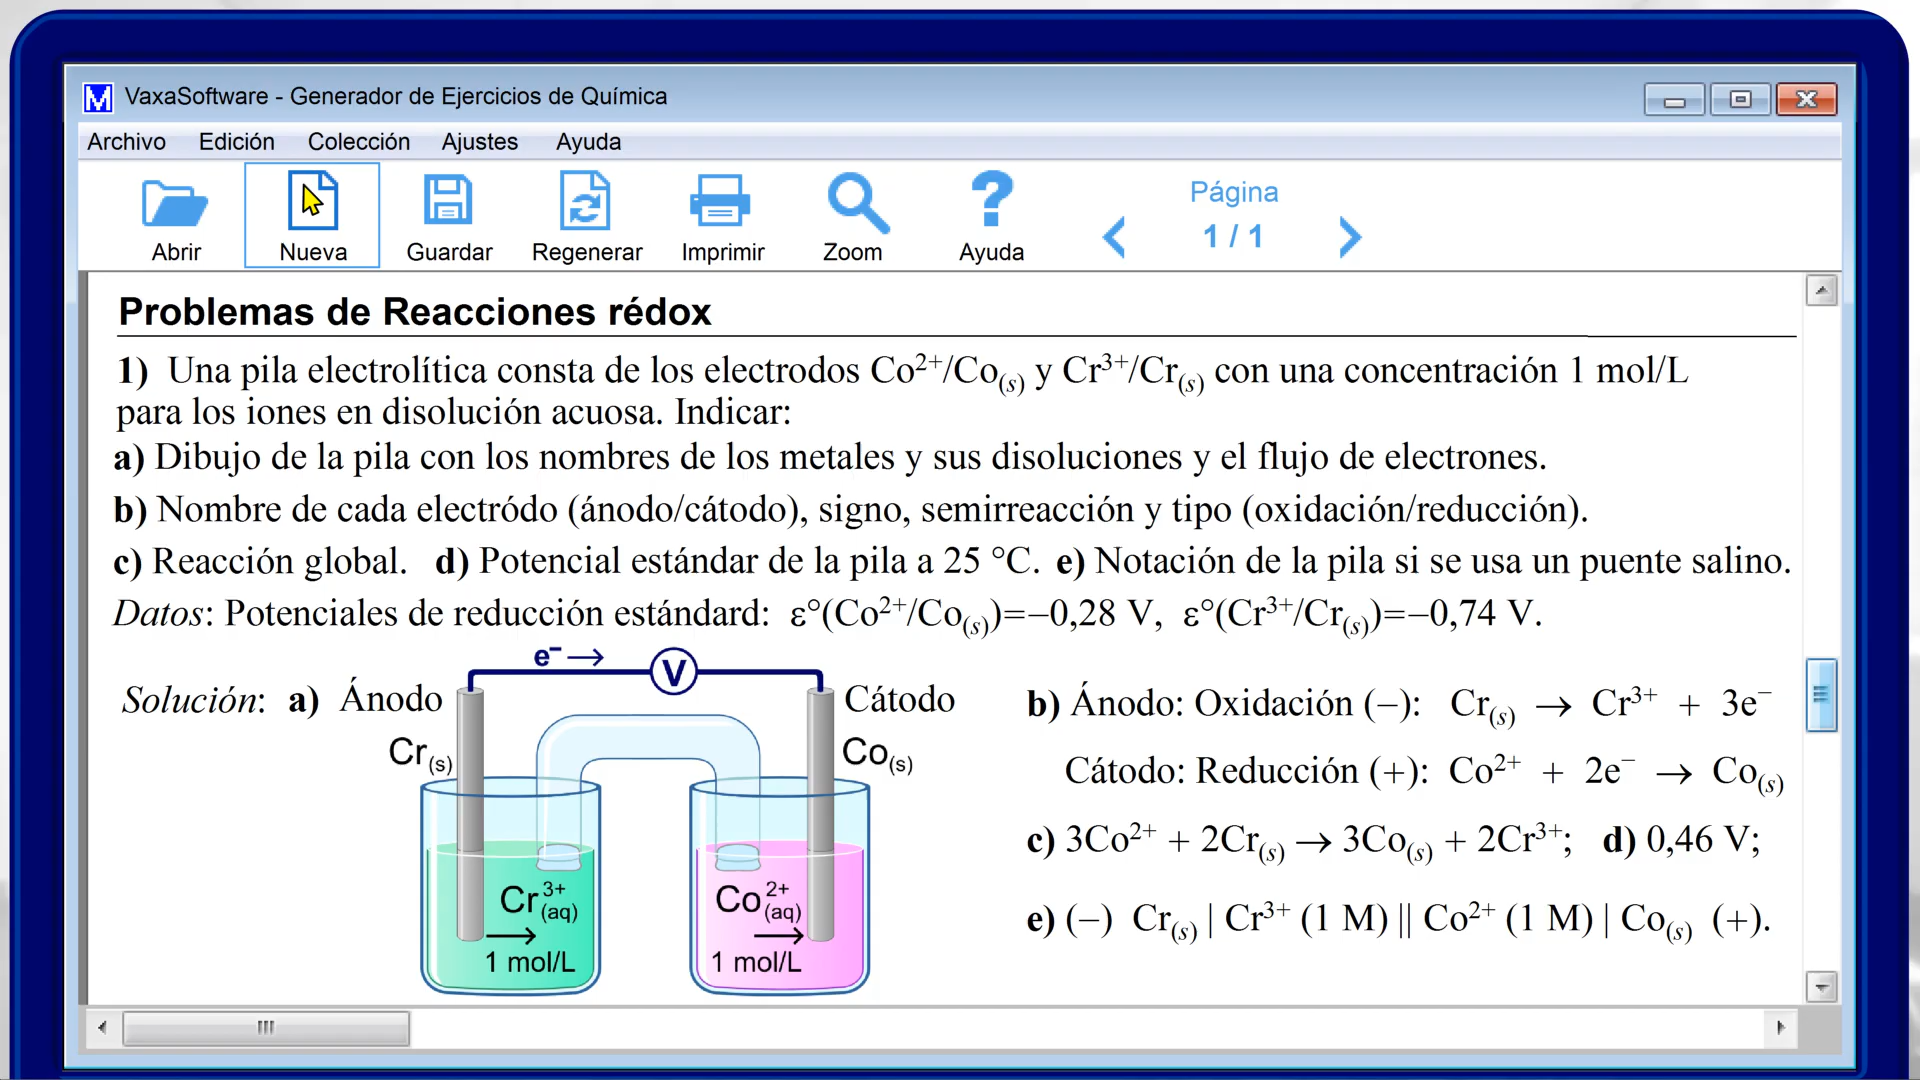 VaxaSoftware - Generador de Ejercicios de Química
Archivo Edición Colección Ajustes Ayuda
Abrir Nueva Guardar Regenerar Imprimir Zoom Ayuda
Página
1 / 1
Problemas de Reacciones rédox
1) Una pila electrolítica consta de los electrodos Co²⁺/Co(s) y Cr³⁺/Cr(s) con una concentración 1 mol/L
para los iones en disolución acuosa. Indicar:
a) Dibujo de la pila con los nombres de los metales y sus disoluciones y el flujo de electrones.
b) Nombre de cada electródo (ánodo/cátodo), signo, semirreacción y tipo (oxidación/reducción).
c) Reacción global. d) Potencial estándar de la pila a 25 °C. e) Notación de la pila si se usa un puente salino.
Datos: Potenciales de reducción estándard: ε°(Co²⁺/Co(s))=–0,28 V, ε°(Cr³⁺/Cr(s))=–0,74 V.
e⁻ → V
Solución: a) Ánodo
Cr(s)
Cátodo
Co(s)
Cr³⁺(aq)
→
1 mol/L
Co²⁺(aq)
→
1 mol/L
b) Ánodo: Oxidación (–): Cr(s) → Cr³⁺ + 3e⁻
Cátodo: Reducción (+): Co²⁺ + 2e⁻ → Co(s)
c) 3Co²⁺ + 2Cr(s) → 3Co(s) + 2Cr³⁺; d) 0,46 V;
e) (–) Cr(s) | Cr³⁺ (1 M) || Co²⁺ (1 M) | Co(s) (+).